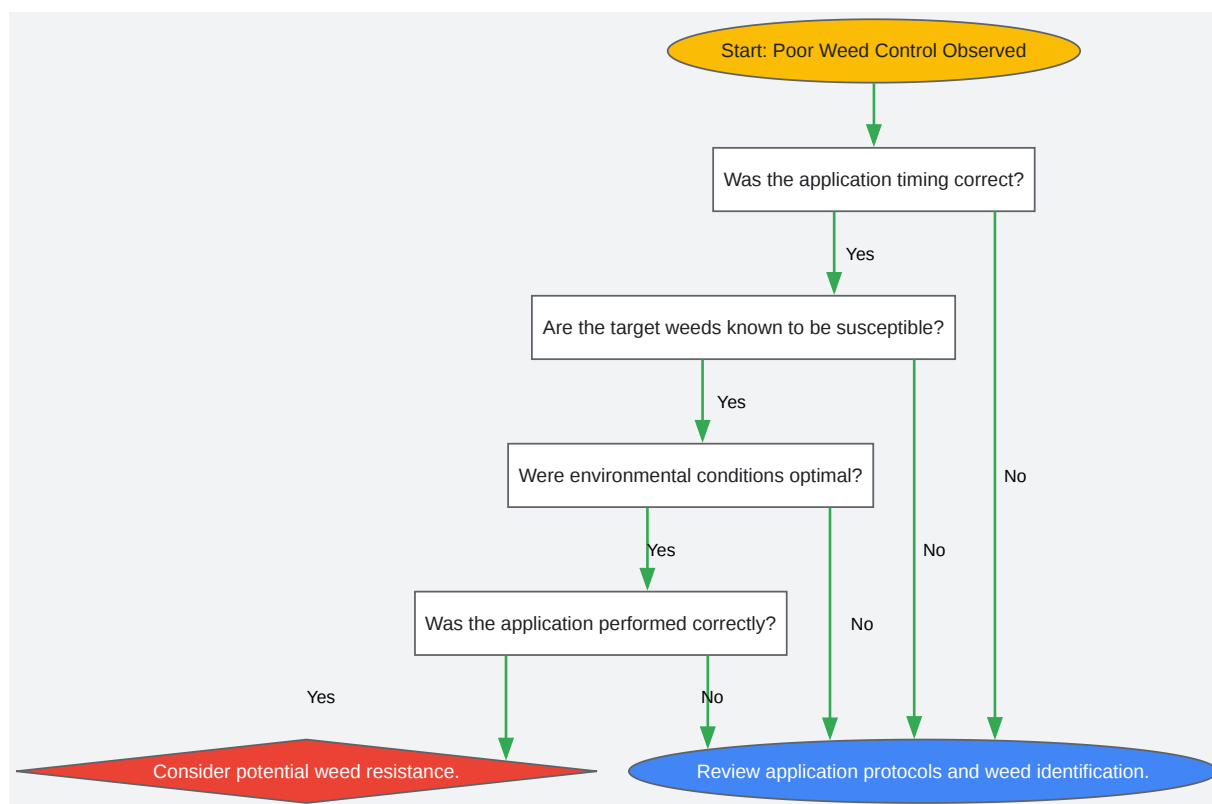 Start: Poor Weed Control Observed
Was the application timing correct?
Yes
Are the target weeds known to be susceptible?
Yes
Were environmental conditions optimal?
No
Yes
No
Was the application performed correctly?
No
Yes
No
Consider potential weed resistance.
Review application protocols and weed identification.